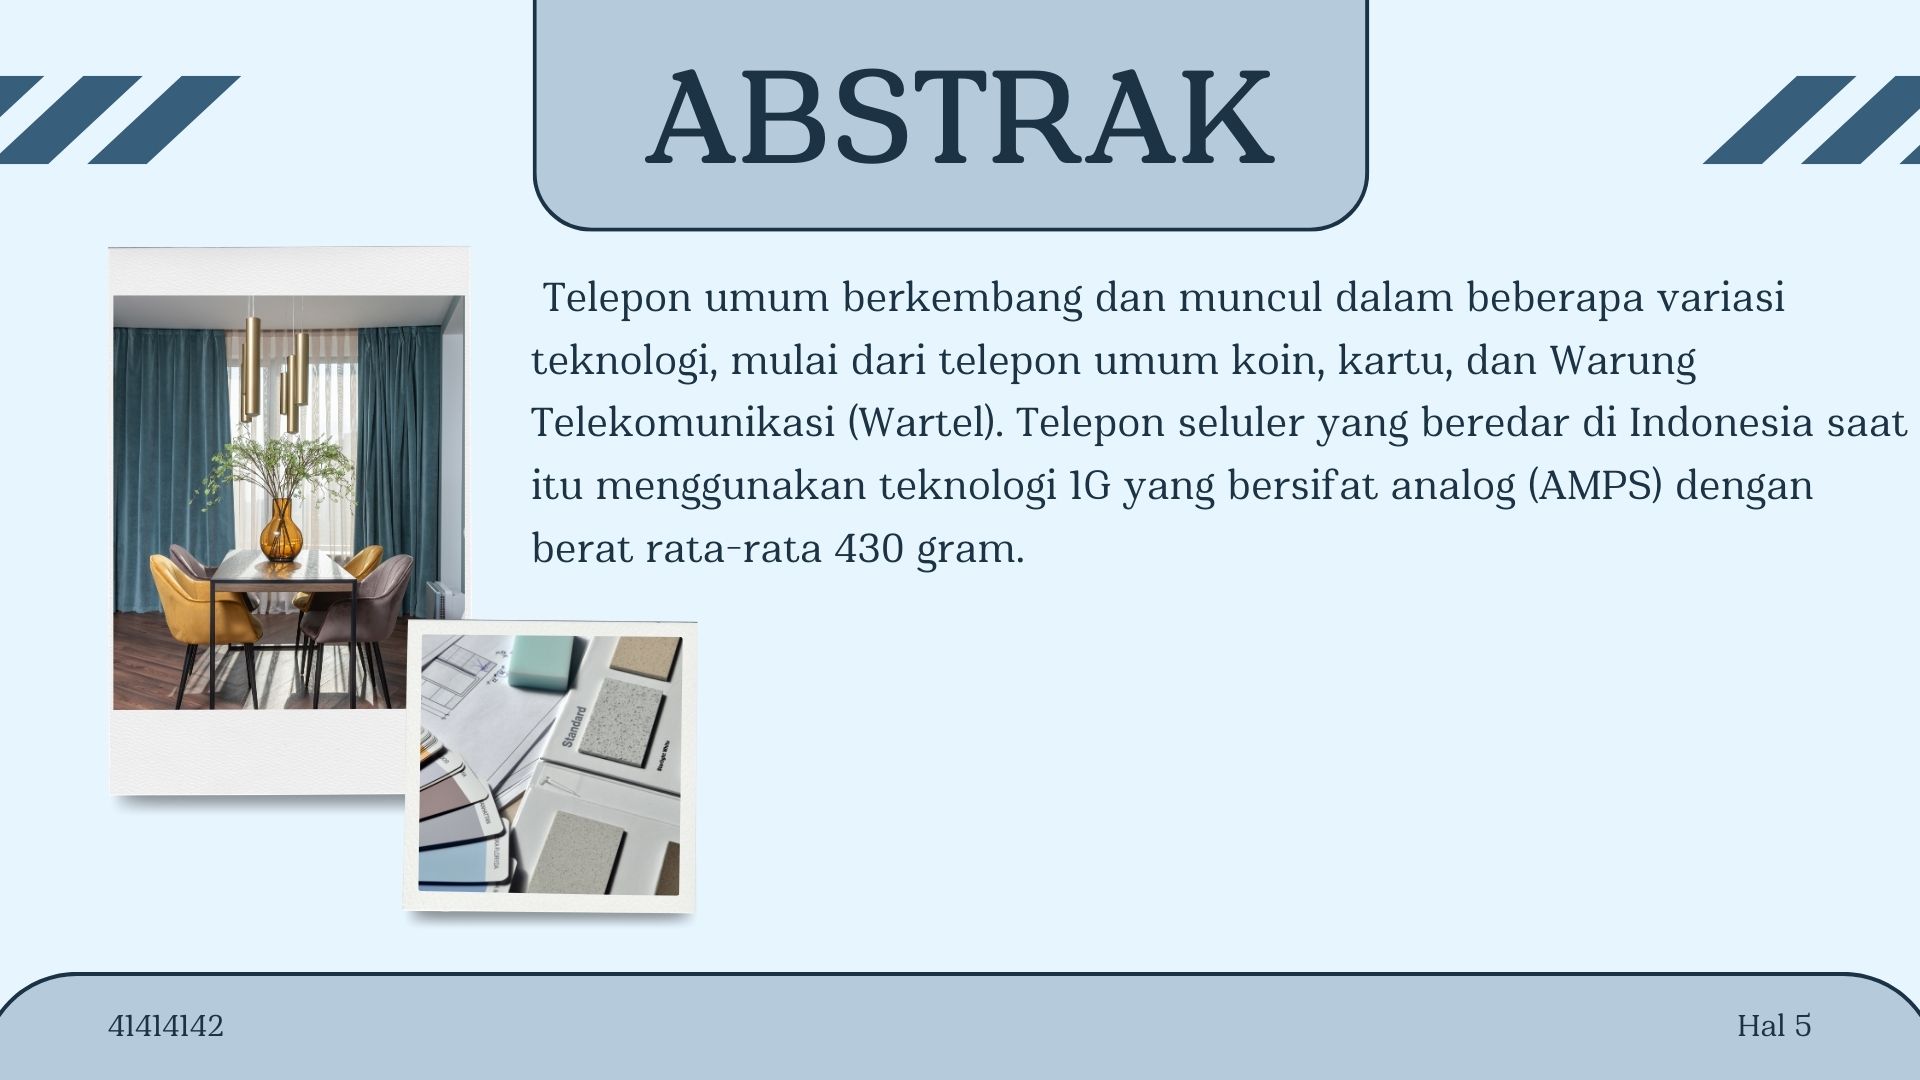 ABSTRAK
Telepon umum berkembang dan muncul dalam beberapa variasi
teknologi, mulai dari telepon umum koin, kartu, dan Warung
Telekomunikasi (Wartel). Telepon seluler yang beredar di Indonesia saat
itu menggunakan teknologi 1G yang bersifat analog (AMPS) dengan
berat rata-rata 430 gram.
Standard
Starlight White
41414142
Hal 5